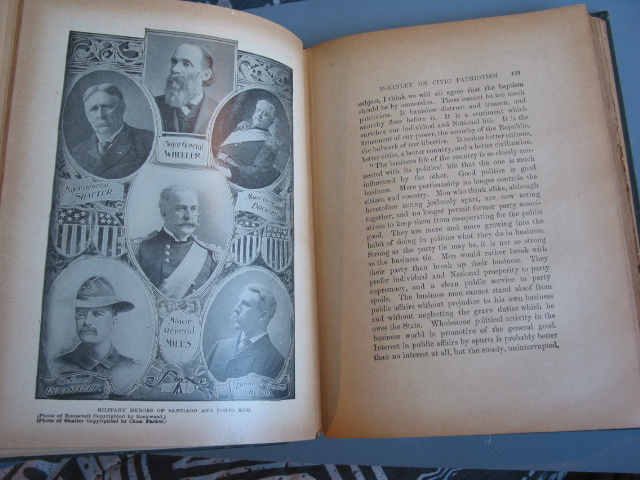 Major General
WHEELER
Major General
SHAFTER
Major General
Major
General
MILES
MILITARY HEROES OF SANTIAGO AND PORTO RICO
(Photo of Roosevelt Copyrighted by Rockwood.)
(Photo of Shafter Copyrighted by Chas. Parker.)
McKINLEY ON CIVIC PATRIOTISM 139
subject, I think we will all agree that the baptism
should be by immersion. There cannot be too much
patriotism. It banishes distrust and treason, and
anarchy flees before it. It is a sentiment which
enriches our individual and National life. It is the
firmament of our power, the security of the Republic,
the bulwark of our liberties. It makes better citizens,
better cities, a better country, and a better civilization.
"The business life of the country is so closely con-
nected with its political life that the one is much
influenced by the other. Good politics is good
business. Mere partisanship no longer controls the
citizen and country. Men who think alike, although
heretofore acting jealously apart, are now acting
together, and no longer permit former party associ-
ations to keep them from co-operating for the public
good. They are more and more growing into the
habit of doing in politics what they do in business.
Strong as the party tie may be, it is not so strong
as the business tie. Men would rather break with
their party than break up their business. They
prefer individual and National prosperity to party
supremacy, and a clean public service to party
spoils. The business man cannot stand aloof from
public affairs without prejudice to his own business
and without neglecting the grave duties which he
owes the State. Wholesome political activity in the
business world is promotive of the general good.
Interest in public affairs by spurts is probably better
than no interest at all, but the steady, uninterrupted,